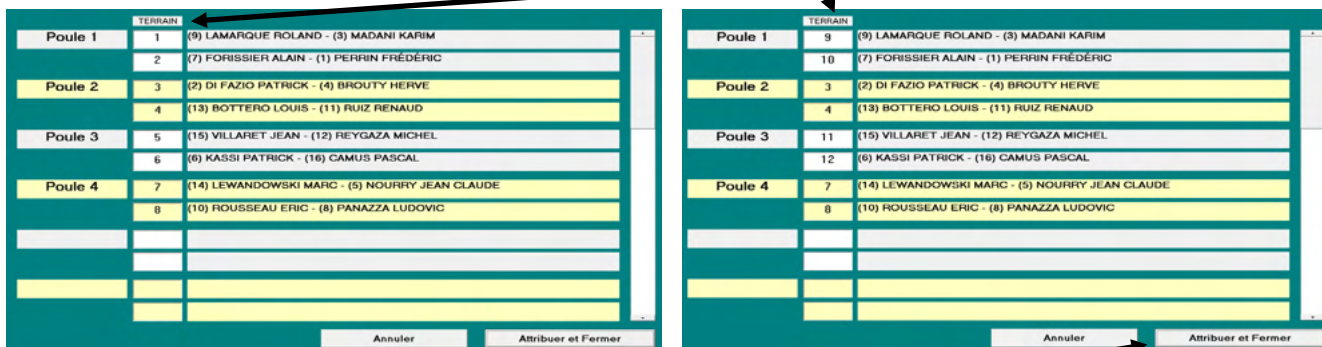 TERRAIN
Poule 1 1 (9) LAMARQUE ROLAND - (3) MADANI KARIM
2 (7) FORISSIER ALAIN - (1) PERRIN FRÉDÉRIC
Poule 2 3 (2) DI FAZIO PATRICK - (4) BROUTY HERVE
4 (13) BOTTERO LOUIS - (11) RUIZ RENAUD
Poule 3 5 (15) VILLARET JEAN - (12) REYGAZA MICHEL
6 (6) KASSI PATRICK - (16) CAMUS PASCAL
Poule 4 7 (14) LEWANDOWSKI MARC - (5) NOURRY JEAN CLAUDE
8 (10) ROUSSEAU ERIC - (8) PANAZZA LUDOVIC
Annuler Attribuer et Fermer
TERRAIN
Poule 1 9 (9) LAMARQUE ROLAND - (3) MADANI KARIM
10 (7) FORISSIER ALAIN - (1) PERRIN FRÉDÉRIC
Poule 2 3 (2) DI FAZIO PATRICK - (4) BROUTY HERVE
4 (13) BOTTERO LOUIS - (11) RUIZ RENAUD
Poule 3 11 (15) VILLARET JEAN - (12) REYGAZA MICHEL
12 (6) KASSI PATRICK - (16) CAMUS PASCAL
Poule 4 7 (14) LEWANDOWSKI MARC - (5) NOURRY JEAN CLAUDE
8 (10) ROUSSEAU ERIC - (8) PANAZZA LUDOVIC
Annuler Attribuer et Fermer